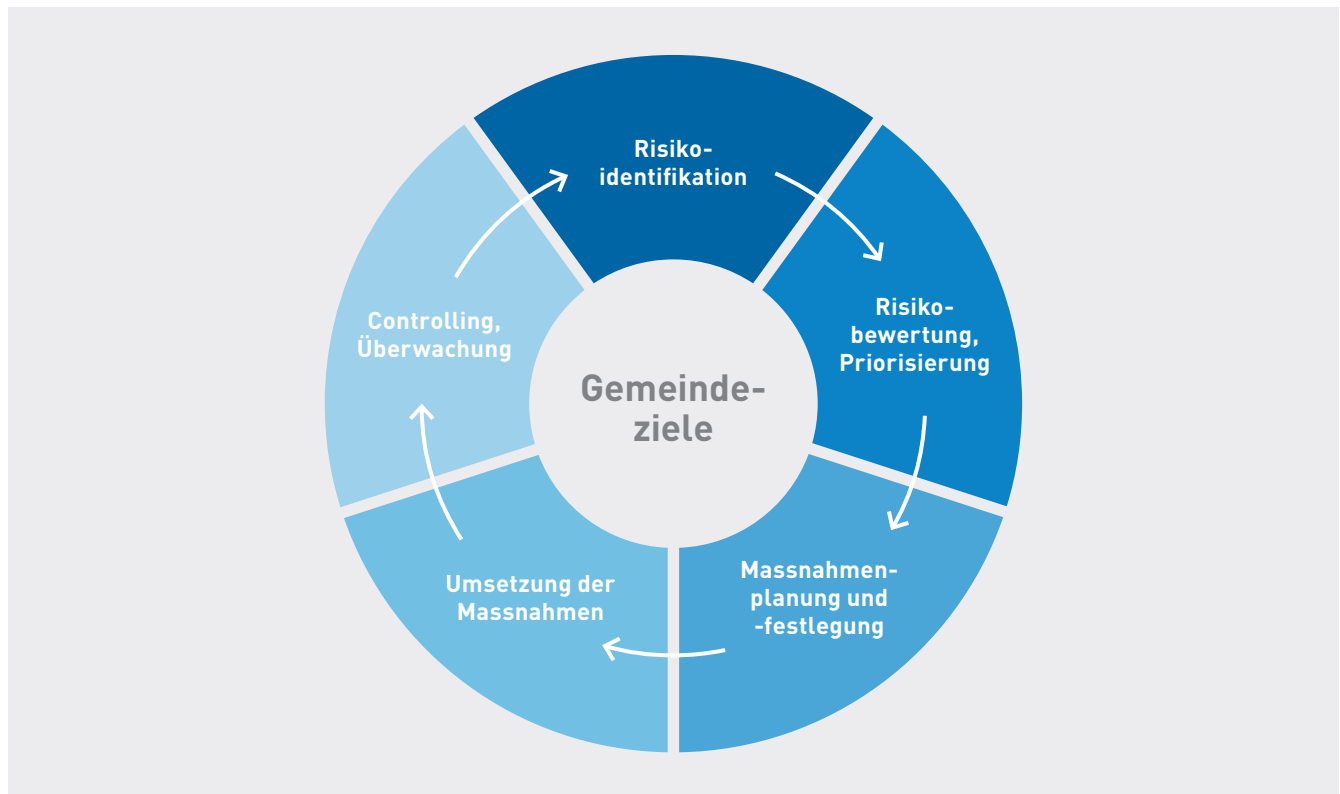 Risiko-
identifikation
Risiko-
bewertung,
Priorisierung
Massnahmen-
planung und
-festlegung
Umsetzung der
Massnahmen
Controlling,
Überwachung
Gemeinde-
ziele